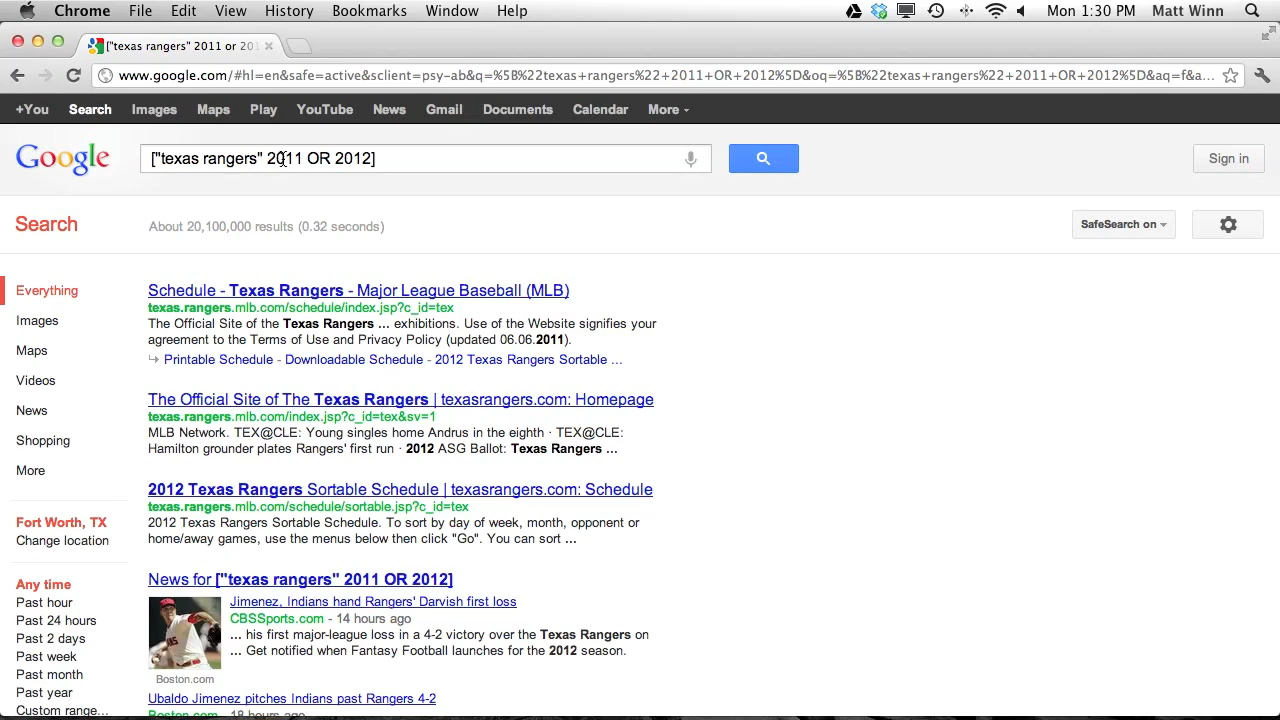 Chrome File Edit View History Bookmarks Window Help Mon 1:30 PM Matt Winn
["texas rangers" 2011 or 201
www.google.com/#hl=en&safe=active&sclient=psy-ab&q=%5B%22texas+rangers%22+2011+OR+2012%5D&oq=%5B%22texas+rangers%22+2011+OR+2012%5D&aq=f&a...
+You Search Images Maps Play YouTube News Gmail Documents Calendar More
Google ["texas rangers" 2011 OR 2012] Sign in
Search About 20,100,000 results (0.32 seconds) SafeSearch on
Everything
Images
Maps
Videos
News
Shopping
More
Fort Worth, TX
Change location
Any time
Past hour
Past 24 hours
Past 2 days
Past week
Past month
Past year
Custom range...
Schedule - Texas Rangers - Major League Baseball (MLB)
texas.rangers.mlb.com/schedule/index.jsp?c_id=tex
The Official Site of the Texas Rangers ... exhibitions. Use of the Website signifies your
agreement to the Terms of Use and Privacy Policy (updated 06.06.2011).
Printable Schedule - Downloadable Schedule - 2012 Texas Rangers Sortable ...
The Official Site of The Texas Rangers | texasrangers.com: Homepage
texas.rangers.mlb.com/index.jsp?c_id=tex&sv=1
MLB Network. TEX@CLE: Young singles home Andrus in the eighth · TEX@CLE:
Hamilton grounder plates Rangers' first run · 2012 ASG Ballot: Texas Rangers ...
2012 Texas Rangers Sortable Schedule | texasrangers.com: Schedule
texas.rangers.mlb.com/schedule/sortable.jsp?c_id=tex
2012 Texas Rangers Sortable Schedule. To sort by day of week, month, opponent or
home/away games, use the menus below then click "Go". You can sort ...
News for ["texas rangers" 2011 OR 2012]
Jimenez, Indians hand Rangers' Darvish first loss
CBSSports.com - 14 hours ago
... his first major-league loss in a 4-2 victory over the Texas Rangers on
... Get notified when Fantasy Football launches for the 2012 season.
Boston.com
Ubaldo Jimenez pitches Indians past Rangers 4-2
Boston.com - 18 hours ago